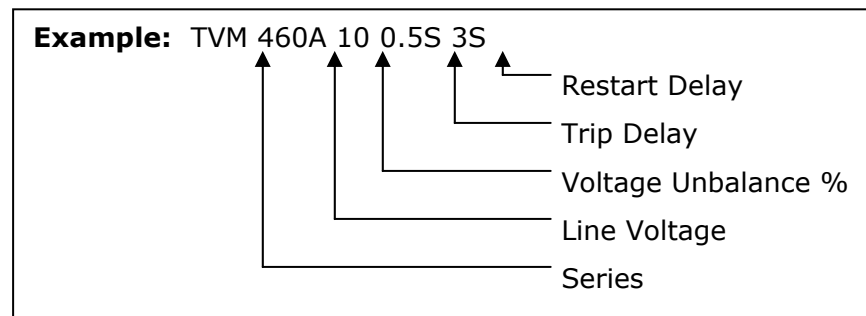 Example: TVM 460A 10 0.5S 3S
Restart Delay
Trip Delay
Voltage Unbalance %
Line Voltage
Series